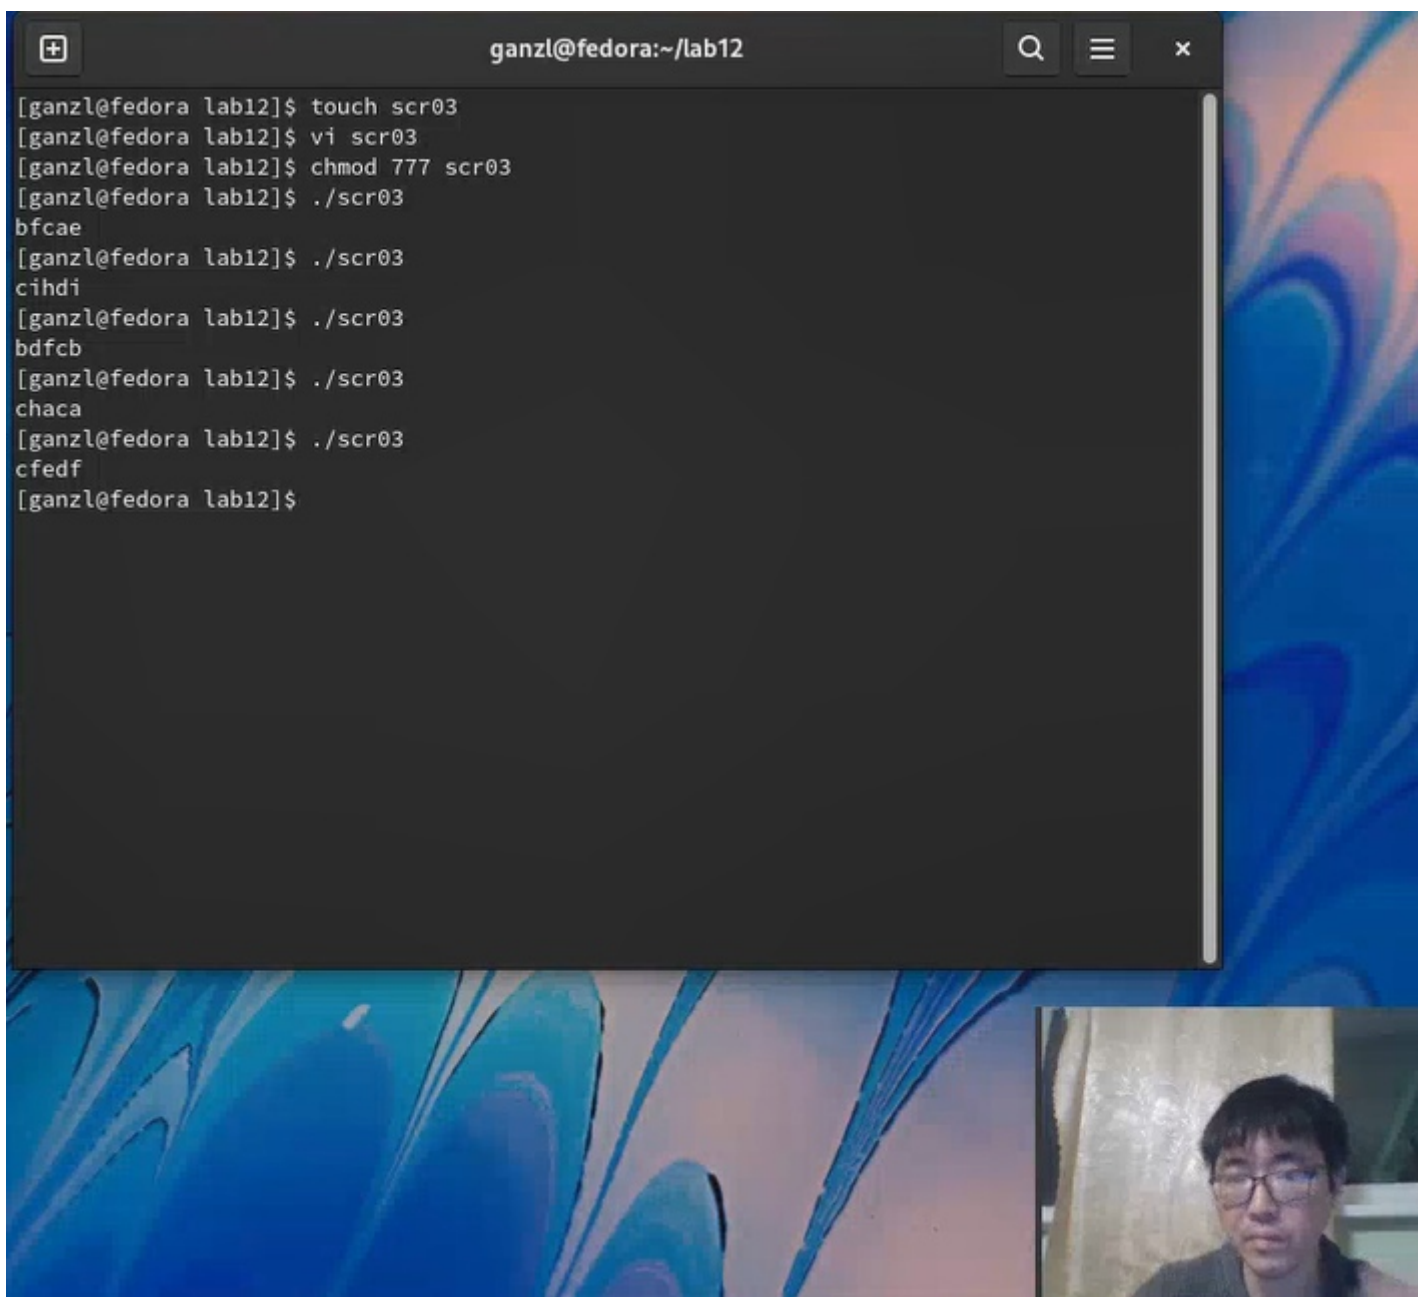 ganzl@fedora:~/lab12
[ganzl@fedora lab12]$ touch scr03
[ganzl@fedora lab12]$ vi scr03
[ganzl@fedora lab12]$ chmod 777 scr03
[ganzl@fedora lab12]$ ./scr03
bfcae
[ganzl@fedora lab12]$ ./scr03
cihdi
[ganzl@fedora lab12]$ ./scr03
bdfcb
[ganzl@fedora lab12]$ ./scr03
chaca
[ganzl@fedora lab12]$ ./scr03
cfedf
[ganzl@fedora lab12]$